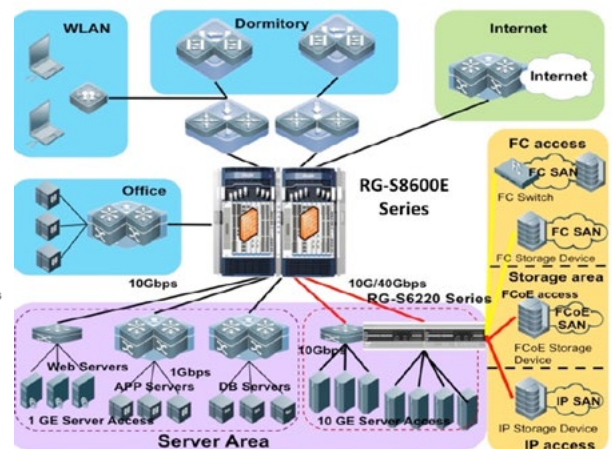 WLAN
Dormitory
Internet
Internet
FC access
FC SAN
FC Switch
RG-S8600E
Series
Office
FC SAN
FC Storage Device
10Gbps
10G/40Gbps
Storage area
RG-S6220 Series
FCoE access
FCoE
SAN
FCoE Storage
Device
10Gbps
Web Servers
1Gbps
APP Servers
DB Servers
1 GE Server Access
10 GE Server Access
IP SAN
IP Storage Device
Server Area
IP access